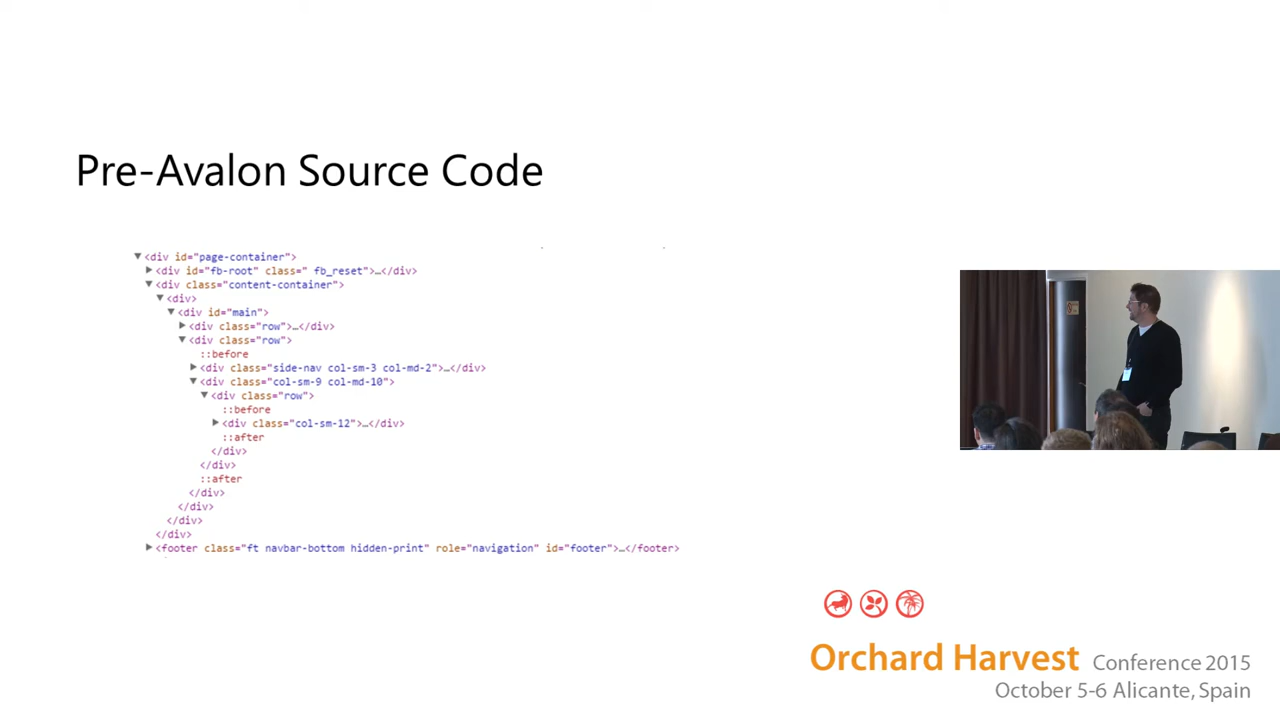 Pre-Avalon Source Code
▼<div id="page-container">
▶<div id="fb-root" class=" fb_reset">…</div>
▼<div class="content-container">
▼<div>
▼<div id="main">
▶<div class="row">…</div>
▼<div class="row">
::before
▶<div class="side-nav col-sm-3 col-md-2">…</div>
▼<div class="col-sm-9 col-md-10">
▼<div class="row">
::before
▶<div class="col-sm-12">…</div>
::after
</div>
</div>
::after
</div>
</div>
</div>
</div>
▶<footer class="ft navbar-bottom hidden-print" role="navigation" id="footer">…</footer>
Orchard Harvest Conference 2015
October 5-6 Alicante, Spain